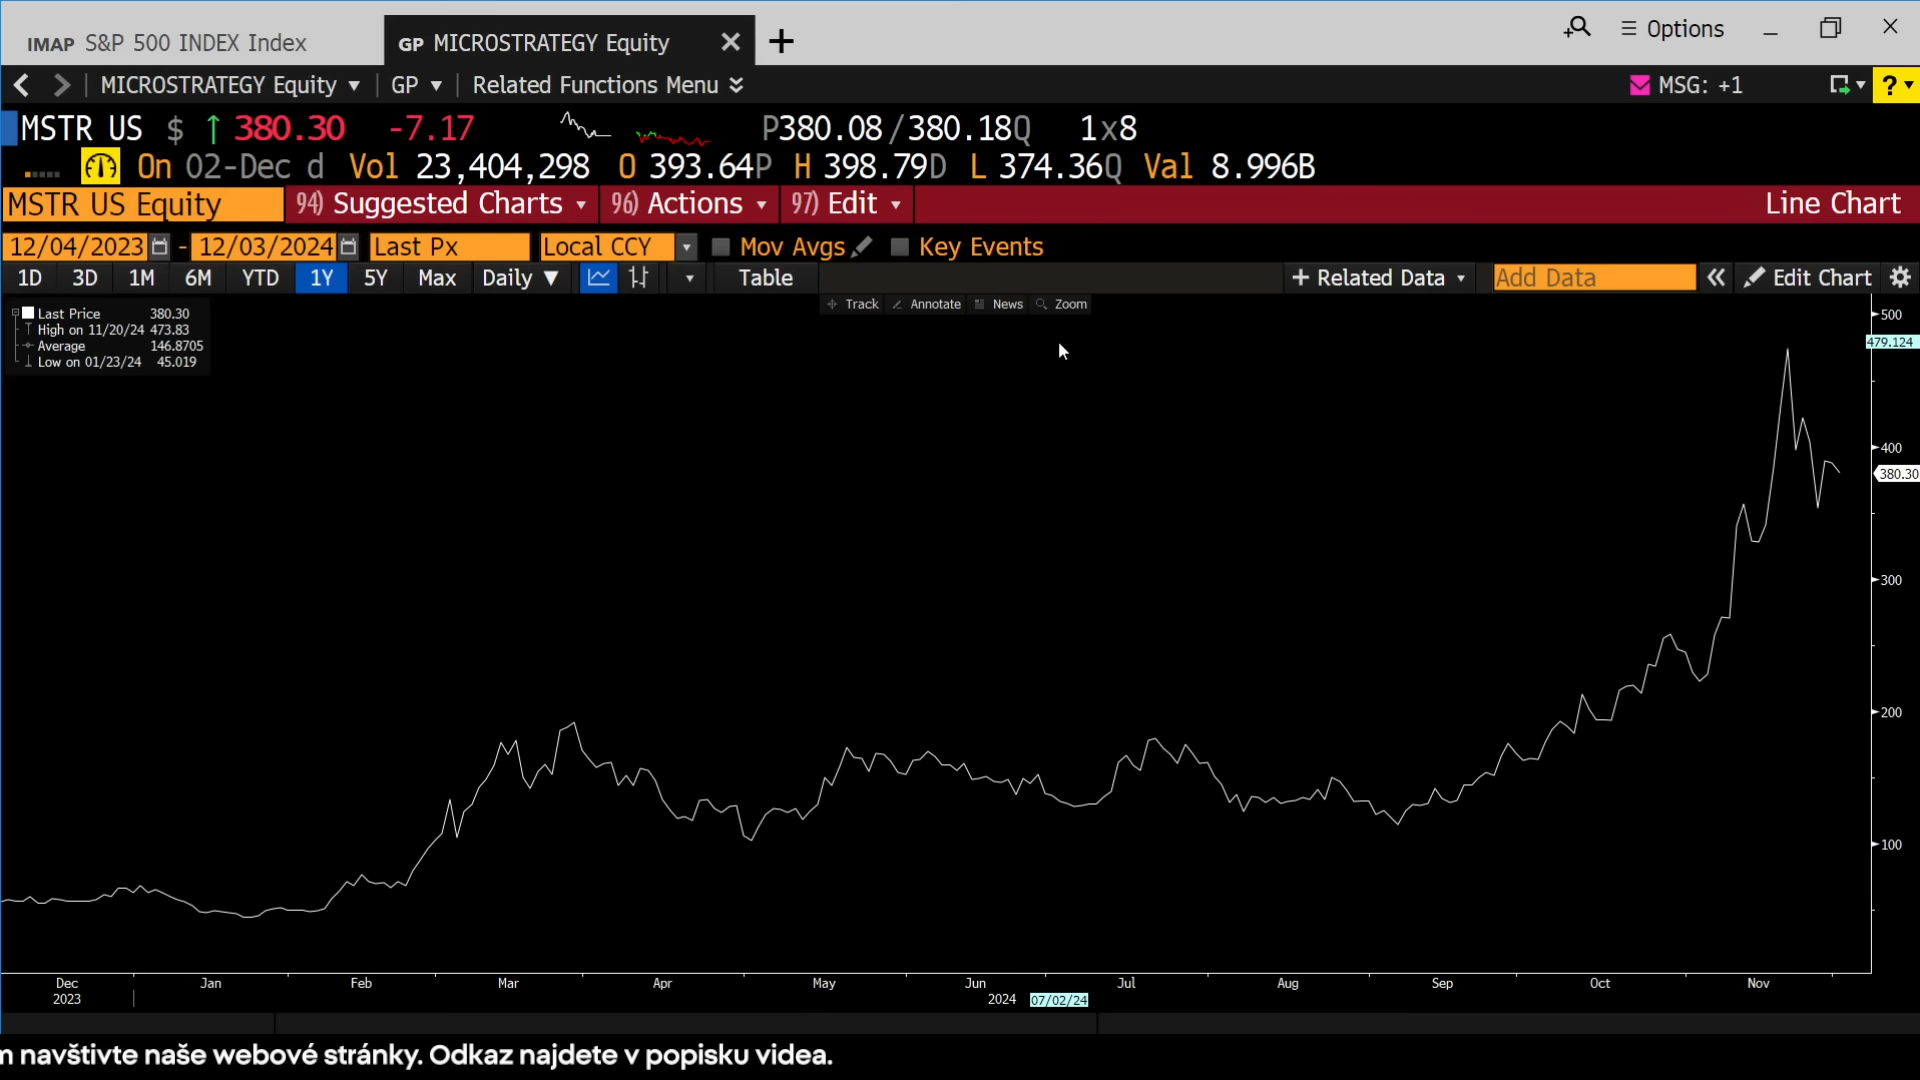 IMAP S&P 500 INDEX Index GP MICROSTRATEGY Equity Options
MICROSTRATEGY Equity GP Related Functions Menu MSG: +1 ?
MSTR US $ ↑ 380.30 -7.17 P380.08/380.18Q 1x8
On 02-Dec d Vol 23,404,298 O 393.64P H 398.79D L 374.36Q Val 8.996B
MSTR US Equity 94) Suggested Charts 96) Actions 97) Edit Line Chart
12/04/2023 - 12/03/2024 Last Px Local CCY Mov Avgs Key Events
1D 3D 1M 6M YTD 1Y 5Y Max Daily ▼ Table + Related Data Add Data « Edit Chart
Track Annotate News Zoom
Last Price 380.30
High on 11/20/24 473.83
Average 146.8705
Low on 01/23/24 45.019
500
479.124
400
380.30
300
200
100
Dec Jan Feb Mar Apr May Jun Jul Aug Sep Oct Nov
2023 2024 07/02/24
m navštivte naše webové stránky. Odkaz najdete v popisku videa.